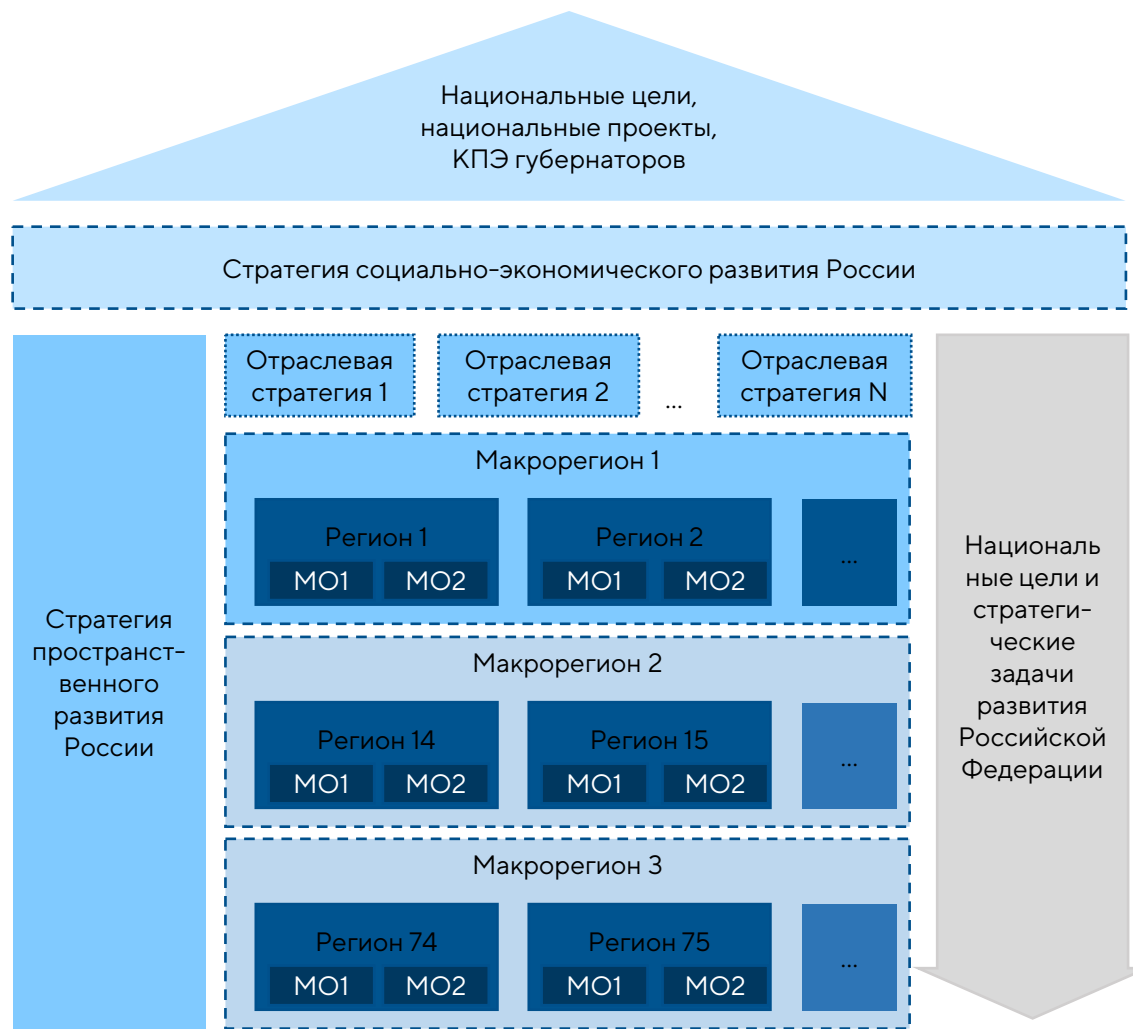 Национальные цели,
национальные проекты,
КПЭ губернаторов
Стратегия социально-экономического развития России
Стратегия
пространст-
венного
развития
России
Отраслевая
стратегия 1
Отраслевая
стратегия 2
...
Отраслевая
стратегия N
Макрорегион 1
Регион 1
МО1 МО2
Регион 2
МО1 МО2
...
Макрорегион 2
Регион 14
МО1 МО2
Регион 15
МО1 МО2
...
Макрорегион 3
Регион 74
МО1 МО2
Регион 75
МО1 МО2
...
Националь
ные цели и
стратеги-
ческие
задачи
развития
Российской
Федерации